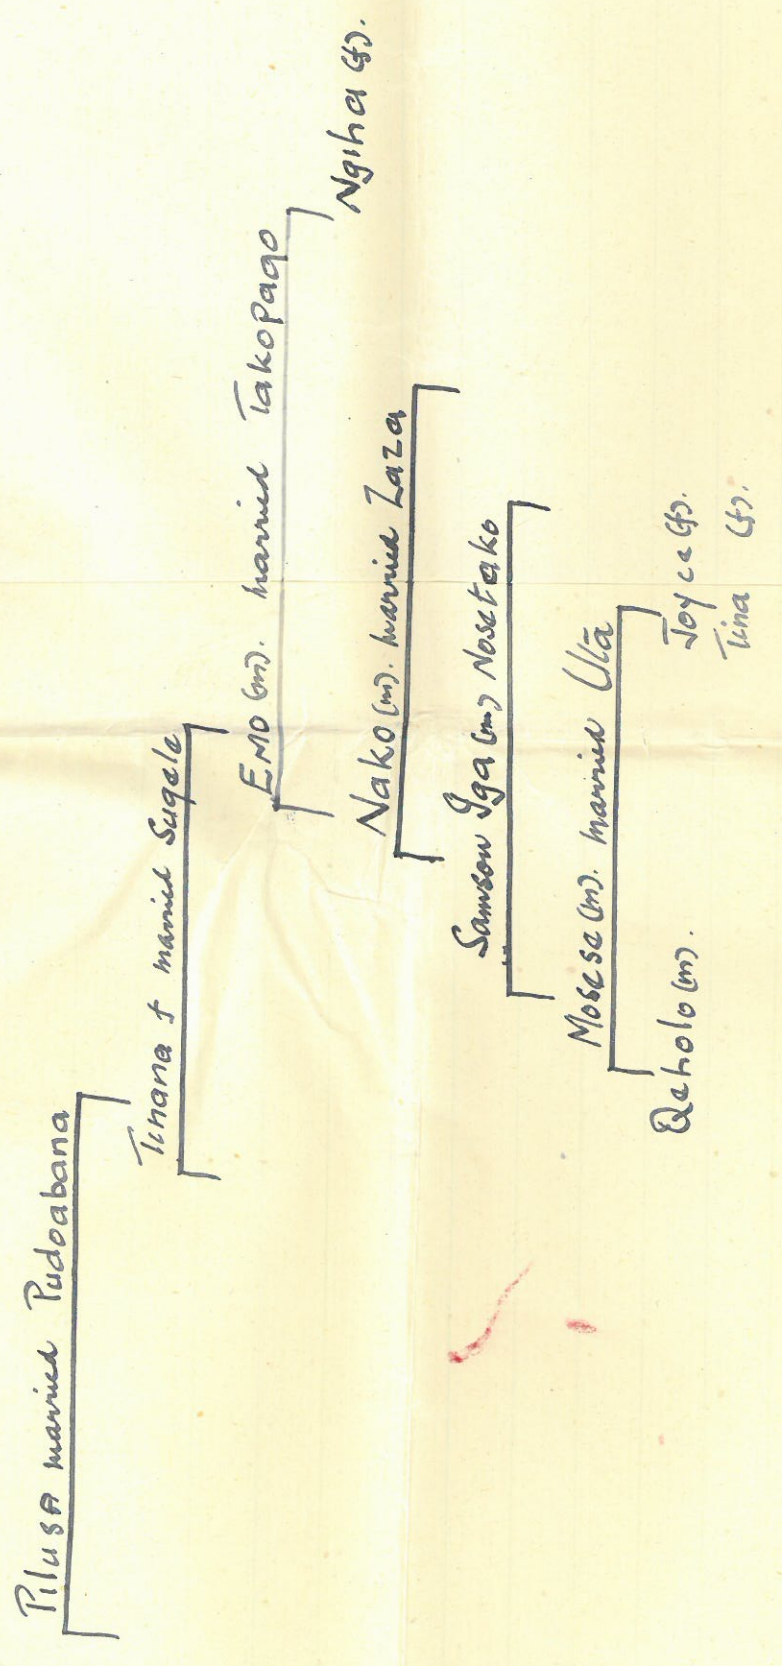 Pilusa married Pudoabana
Tinana f married Sugele
Emo (m). married Takopago
Ngiha (f).
Nako (m). married Zaza
Samson Iga (m) Nosetako
Mosese (m). married Ulā
Qeholo (m).
Joyce (f).
Tina (f).